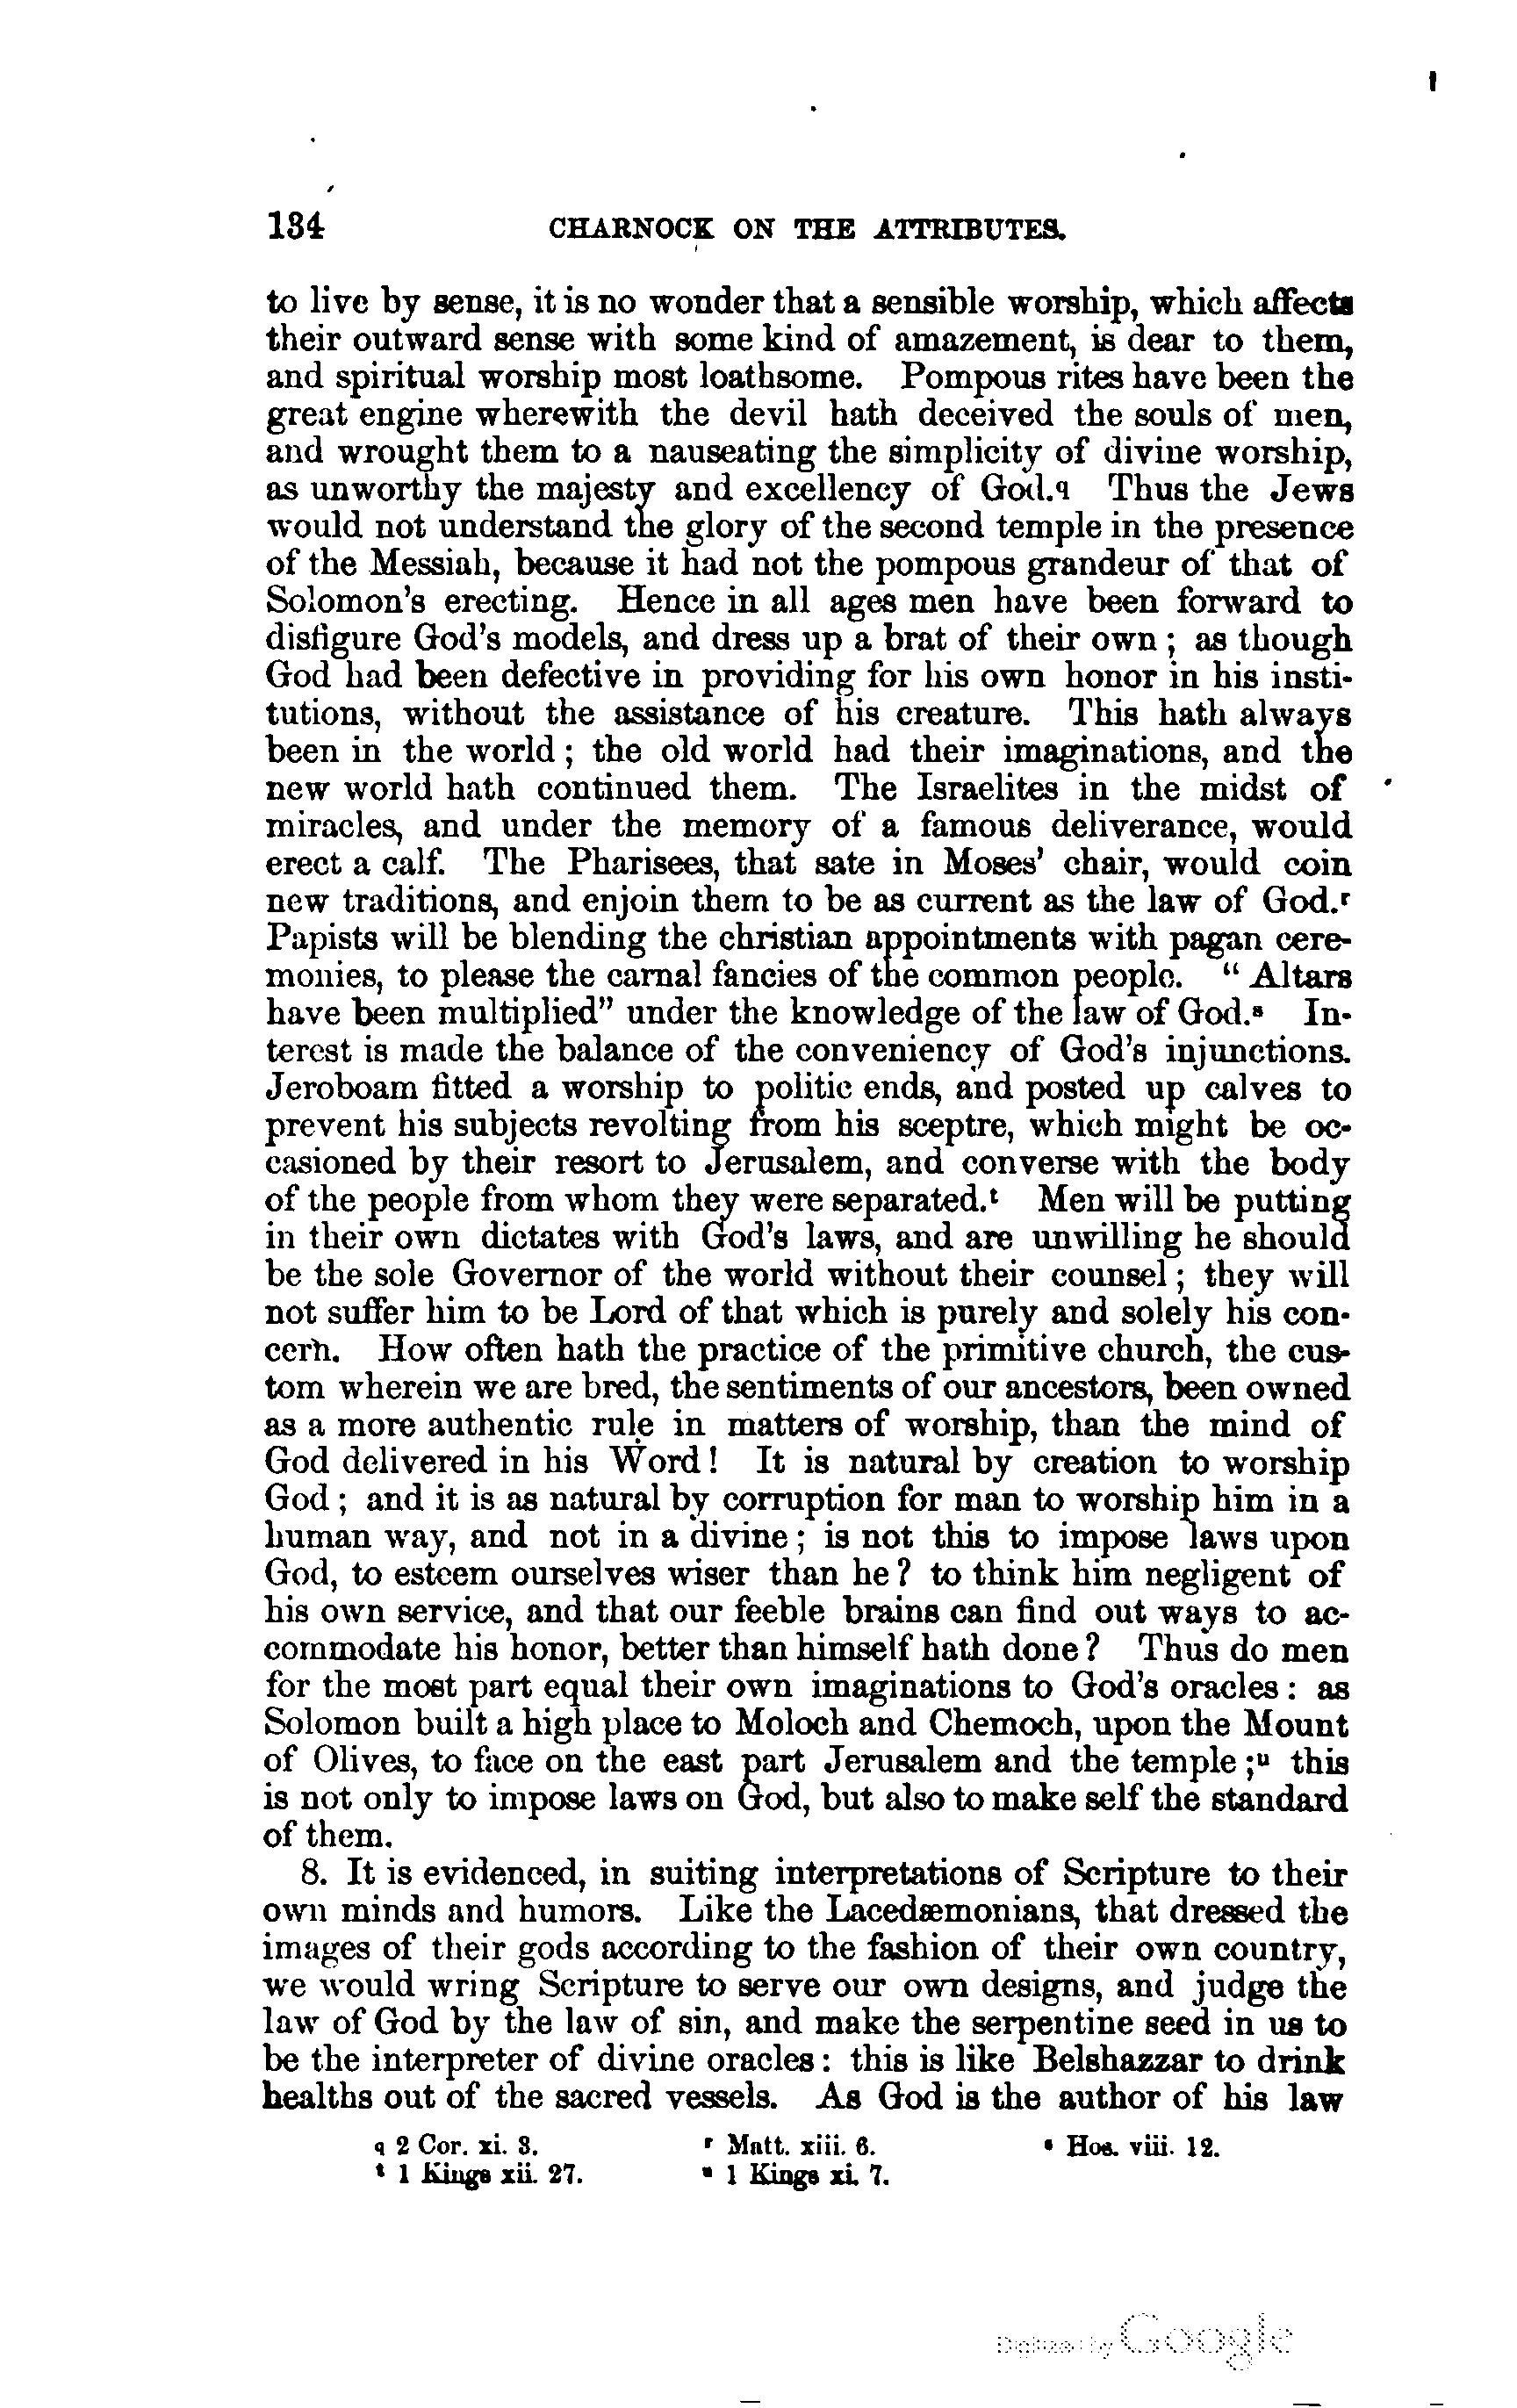 134 CHARNOCK ON THE ATTRIBUTES.
to live by sense, it is no wonder that a sensible worship, which affects
their outward sense with some kind of amazement, is dear to them,
and spiritual worship most loathsome. Pompous rites have been the
great engine wherewith the devil hath deceived the souls of men,
and wrought them to a nauseating the simplicity of divine worship,
as unworthy the majesty and excellency of God.q Thus the Jews
would not understand the glory of the second temple in the presence
of the Messiah, because it had not the pompous grandeur of that of
Solomon's erecting. Hence in all ages men have been forward to
disfigure God's models, and dress up a brat of their own ; as though
God had been defective in providing for his own honor in his insti-
tutions, without the assistance of his creature. This hath always
been in the world ; the old world had their imaginations, and the
new world hath continued them. The Israelites in the midst of
miracles, and under the memory of a famous deliverance, would
erect a calf. The Pharisees, that sate in Moses' chair, would coin
new traditions, and enjoin them to be as current as the law of God.r
Papists will be blending the christian appointments with pagan cere-
monies, to please the carnal fancies of the common people. “ Altars
have been multiplied” under the knowledge of the law of God.s In-
terest is made the balance of the conveniency of God's injunctions.
Jeroboam fitted a worship to politic ends, and posted up calves to
prevent his subjects revolting from his sceptre, which might be oc-
casioned by their resort to Jerusalem, and converse with the body
of the people from whom they were separated.t Men will be putting
in their own dictates with God's laws, and are unwilling he should
be the sole Governor of the world without their counsel ; they will
not suffer him to be Lord of that which is purely and solely his con-
cern. How often hath the practice of the primitive church, the cus-
tom wherein we are bred, the sentiments of our ancestors, been owned
as a more authentic rule in matters of worship, than the mind of
God delivered in his Word ! It is natural by creation to worship
God ; and it is as natural by corruption for man to worship him in a
human way, and not in a divine ; is not this to impose laws upon
God, to esteem ourselves wiser than he ? to think him negligent of
his own service, and that our feeble brains can find out ways to ac-
commodate his honor, better than himself hath done ? Thus do men
for the most part equal their own imaginations to God's oracles : as
Solomon built a high place to Moloch and Chemoch, upon the Mount
of Olives, to face on the east part Jerusalem and the temple ;u this
is not only to impose laws on God, but also to make self the standard
of them.
8. It is evidenced, in suiting interpretations of Scripture to their
own minds and humors. Like the Lacedæmonians, that dressed the
images of their gods according to the fashion of their own country,
we would wring Scripture to serve our own designs, and judge the
law of God by the law of sin, and make the serpentine seed in us to
be the interpreter of divine oracles : this is like Belshazzar to drink
healths out of the sacred vessels. As God is the author of his law
q 2 Cor. xi. 3. r Matt. xiii. 6. s Hos. viii. 12.
t 1 Kings xii. 27. u 1 Kings xi. 7.
Digitized by Google